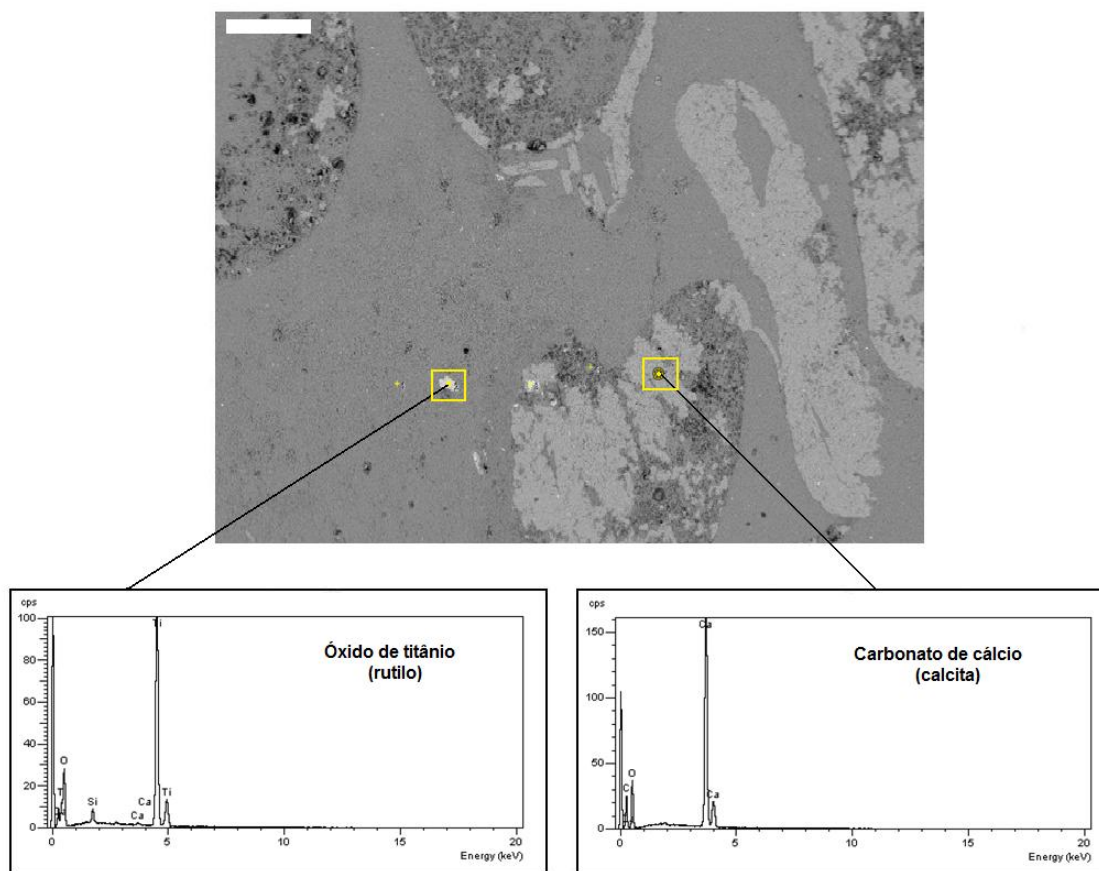 cps
100
80
60
40
20
0
Ti
O
T
Si
Ca
Ca
Ti
0
5
10
15
20
Energy (keV)
Óxido de titânio
(rutilo)
cps
150
100
50
0
Ca
C
O
Ca
0
5
10
15
20
Energy (keV)
Carbonato de cálcio
(calcita)